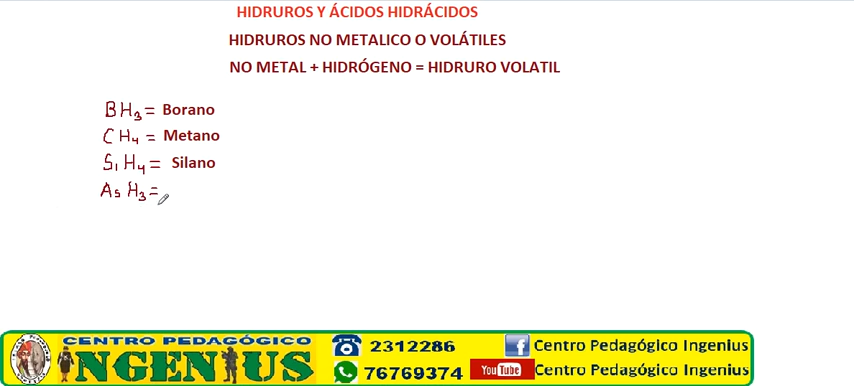 HIDRUROS Y ÁCIDOS HIDRÁCIDOS
HIDRUROS NO METALICO O VOLÁTILES
NO METAL + HIDRÓGENO = HIDRURO VOLATIL
BH3 = Borano
CH4 = Metano
SiH4 = Silano
AsH3 =
CENTRO PEDAGÓGICO
INGENIUS
2312286
76769374
Centro Pedagógico Ingenius
YouTube Centro Pedagógico Ingenius